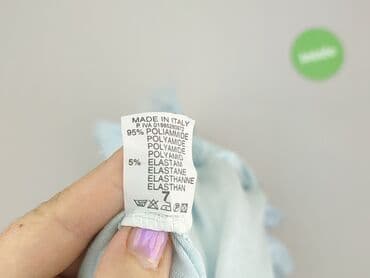 MADE IN ITALY
95% POLIAMMIDE
POLYAMIDE
POLYAMIDE
POLYAMID
5% ELASTAN
ELASTANE
ELASTHANNE
ELASTHAN
7